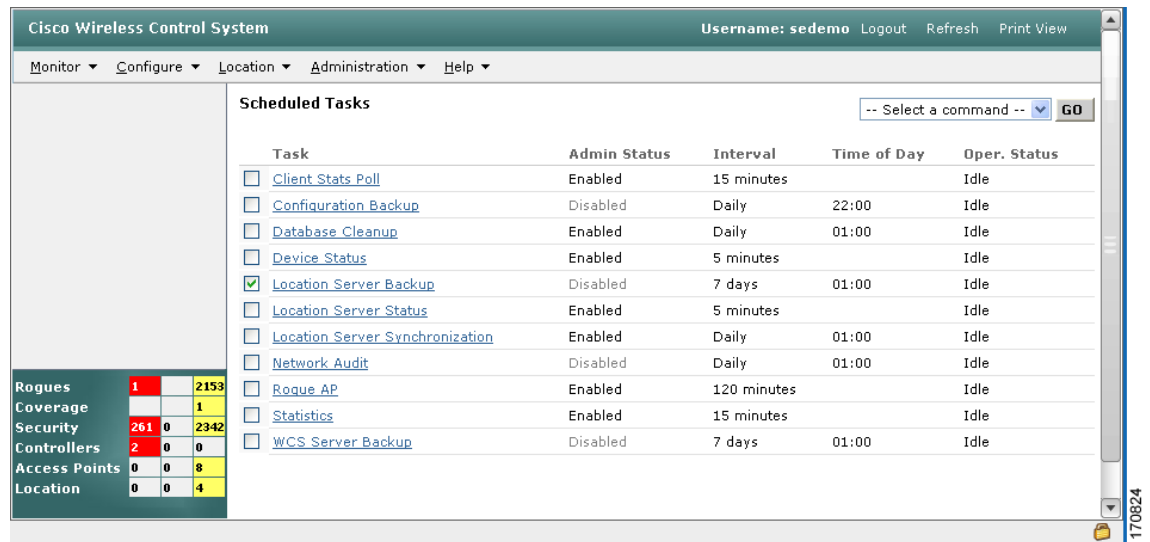 Cisco Wireless Control System Username: sedemo Logout Refresh Print View
Monitor Configure Location Administration Help
Scheduled Tasks -- Select a command -- GO
Task Admin Status Interval Time of Day Oper. Status
Client Stats Poll Enabled 15 minutes Idle
Configuration Backup Disabled Daily 22:00 Idle
Database Cleanup Enabled Daily 01:00 Idle
Device Status Enabled 5 minutes Idle
Location Server Backup Disabled 7 days 01:00 Idle
Location Server Status Enabled 5 minutes Idle
Location Server Synchronization Enabled Daily 01:00 Idle
Network Audit Disabled Daily 01:00 Idle
Rogue AP Enabled 120 minutes Idle
Statistics Enabled 15 minutes Idle
WCS Server Backup Disabled 7 days 01:00 Idle
Rogues 1 2153
Coverage 1
Security 261 0 2342
Controllers 2 0 0
Access Points 0 0 8
Location 0 0 4
170824